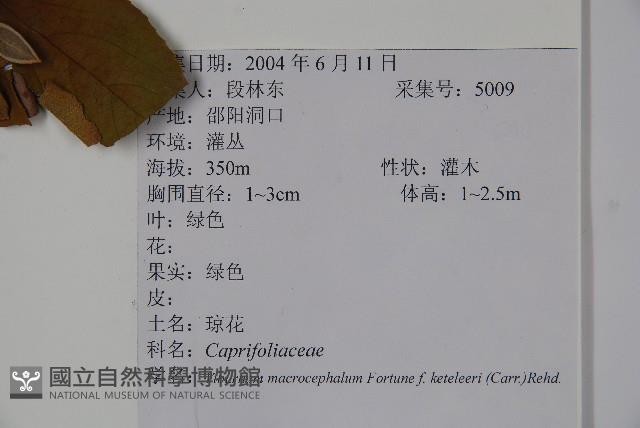 集日期：2004 年 6 月 11 日
集人：段林东 采集号：5009
产地：邵阳洞口
环境：灌丛
海拔：350m 性状：灌木
胸围直径：1~3cm 体高：1~2.5m
叶：绿色
花：
果实：绿色
皮：
土名：琼花
科名：Caprifoliaceae
macrocephalum Fortune f. keteleeri (Carr.)Rehd.
國立自然科學博物館
NATIONAL MUSEUM OF NATURAL SCIENCE